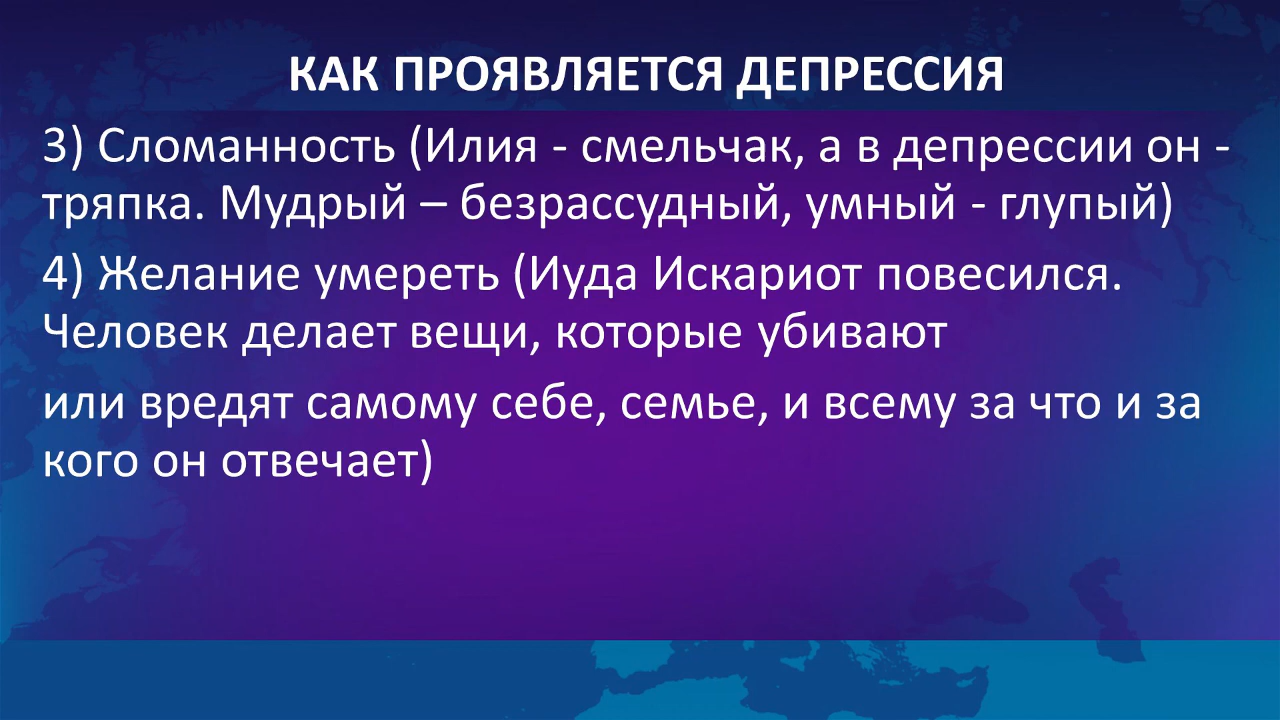 КАК ПРОЯВЛЯЕТСЯ ДЕПРЕССИЯ
3) Сломанность (Илия - смельчак, а в депрессии он -
тряпка. Мудрый – безрассудный, умный - глупый)
4) Желание умереть (Иуда Искариот повесился.
Человек делает вещи, которые убивают
или вредят самому себе, семье, и всему за что и за
кого он отвечает)